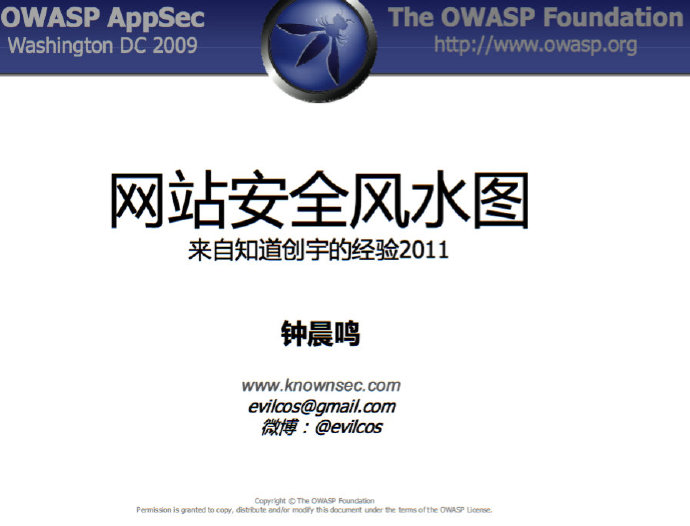 OWASP AppSec
Washington DC 2009
The OWASP Foundation
http://www.owasp.org
网站安全风水图
来自知道创宇的经验2011
钟晨鸣
www.knownsec.com
evilcos@gmail.com
微博：@evilcos
Copyright © The OWASP Foundation
Permission is granted to copy, distribute and/or modify this document under the terms of the OWASP License.